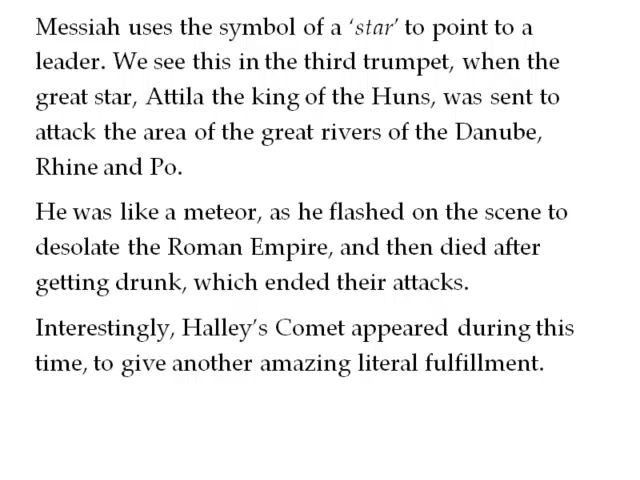 Messiah uses the symbol of a ‘star’ to point to a
leader. We see this in the third trumpet, when the
great star, Attila the king of the Huns, was sent to
attack the area of the great rivers of the Danube,
Rhine and Po.
He was like a meteor, as he flashed on the scene to
desolate the Roman Empire, and then died after
getting drunk, which ended their attacks.
Interestingly, Halley’s Comet appeared during this
time, to give another amazing literal fulfillment.